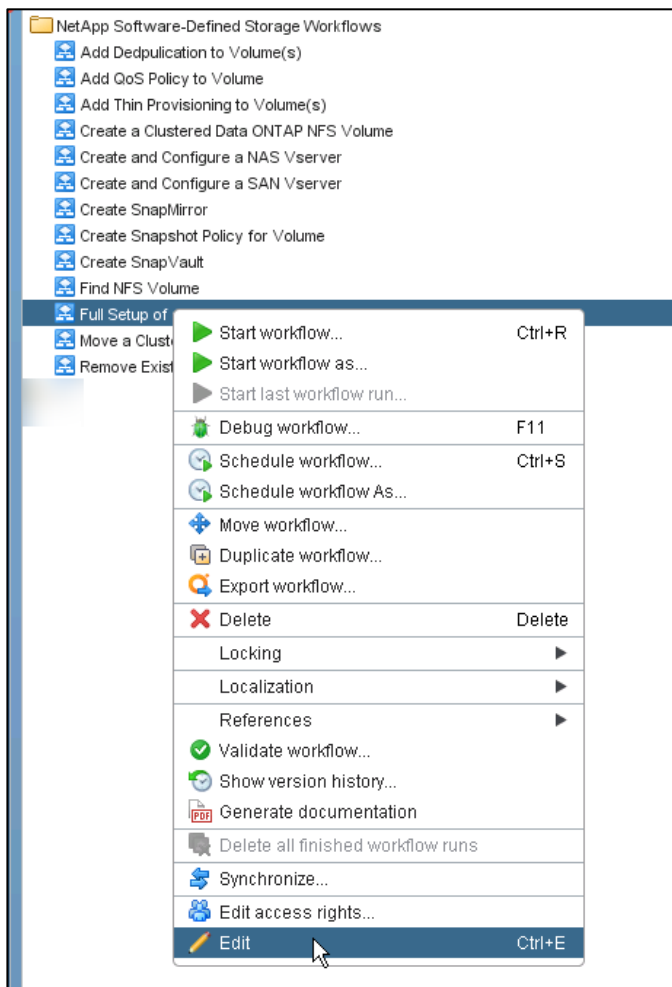 NetApp Software-Defined Storage Workflows
Add Dedpulication to Volume(s)
Add QoS Policy to Volume
Add Thin Provisioning to Volume(s)
Create a Clustered Data ONTAP NFS Volume
Create and Configure a NAS Vserver
Create and Configure a SAN Vserver
Create SnapMirror
Create Snapshot Policy for Volume
Create SnapVault
Find NFS Volume
Full Setup of
Move a Clust
Remove Exist
Start workflow... Ctrl+R
Start workflow as...
Start last workflow run...
Debug workflow... F11
Schedule workflow... Ctrl+S
Schedule workflow As...
Move workflow...
Duplicate workflow...
Export workflow...
Delete Delete
Locking
Localization
References
Validate workflow...
Show version history...
PDF Generate documentation
Delete all finished workflow runs
Synchronize...
Edit access rights...
Edit Ctrl+E